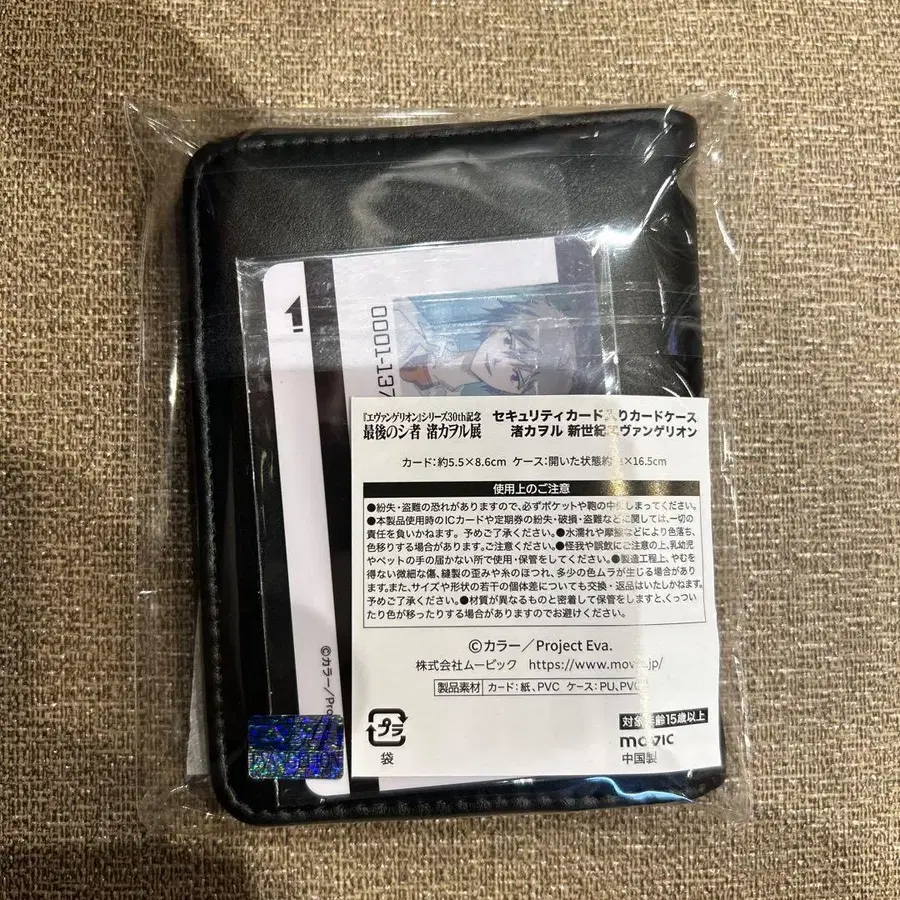 0001-137
『エヴァンゲリオン』シリーズ30th記念
最後のシ者 渚カヲル展
セキュリティカード入りカードケース
渚カヲル 新世紀エヴァンゲリオン
カード:約5.5×8.6cm ケース:開いた状態約 ×16.5cm
使用上のご注意
●紛失・盗難の恐れがありますので、必ずポケットや鞄の中にしまってください。
●本製品使用時のICカードや定期券の紛失・破損・盗難などに関しては、一切の
責任を負いかねます。予めご了承ください。●水濡れや摩擦などにより色落ち、
色移りする場合があります。ご注意ください。●怪我や誤飲にご注意の上、乳幼児
やペットの手の届かない所で使用・保管をしてください。●製造工程上、やむを
得ない微細な傷、縫製の歪みや糸のほつれ、多少の色ムラが生じる場合があり
ます。また、サイズや形状の若干の個体差についても交換・返品はいたしかねます。
予めご了承ください。●材質が異なるものと密着して保管をしますと、くっつい
たり色が移ったりする場合がありますのでお避けください。
©カラー/Project Eva.
株式会社ムービック https://www.movic.jp/
製品素材 カード:紙、PVC ケース:PU、PVC
プラ
袋
対象年齢15歳以上
movic
中国製
©カラー/Pro